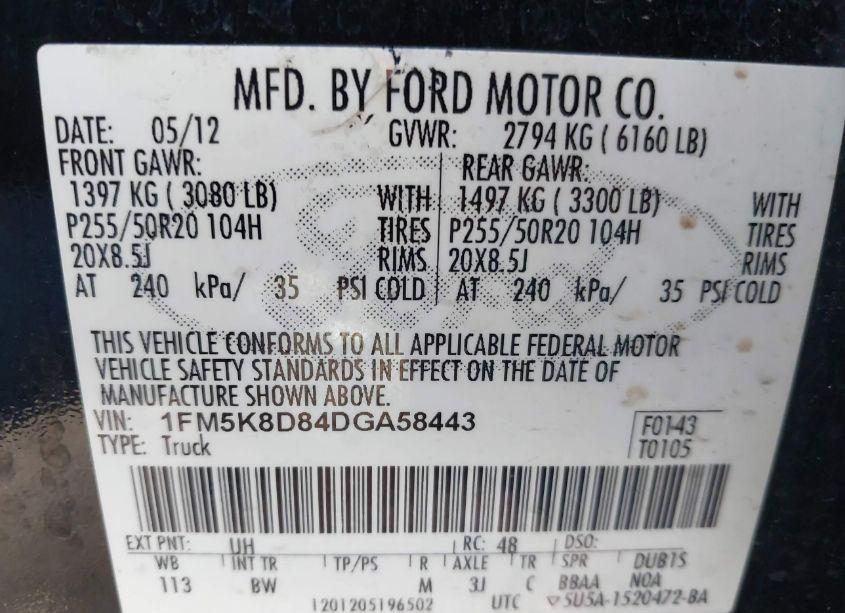 MFD. BY FORD MOTOR CO.
DATE: 05/12 GVWR: 2794 KG ( 6160 LB)
FRONT GAWR: REAR GAWR:
1397 KG ( 3080 LB) WITH 1497 KG ( 3300 LB) WITH
P255/50R20 104H TIRES P255/50R20 104H TIRES
20X8.5J RIMS 20X8.5J RIMS
AT 240 kPa/ 35 PSI COLD AT 240 kPa/ 35 PSI COLD
THIS VEHICLE CONFORMS TO ALL APPLICABLE FEDERAL MOTOR
VEHICLE SAFETY STANDARDS IN EFFECT ON THE DATE OF
MANUFACTURE SHOWN ABOVE.
VIN: 1FM5K8D84DGA58443 F0143
TYPE: Truck T0105
EXT PNT: UH RC: 48 DSO:
WB INT TR TP/PS R AXLE TR SPR DUB1S
113 BW M 3J C BBAA NOA
1201205196502 UTC ▽5U5A-1520472-BA